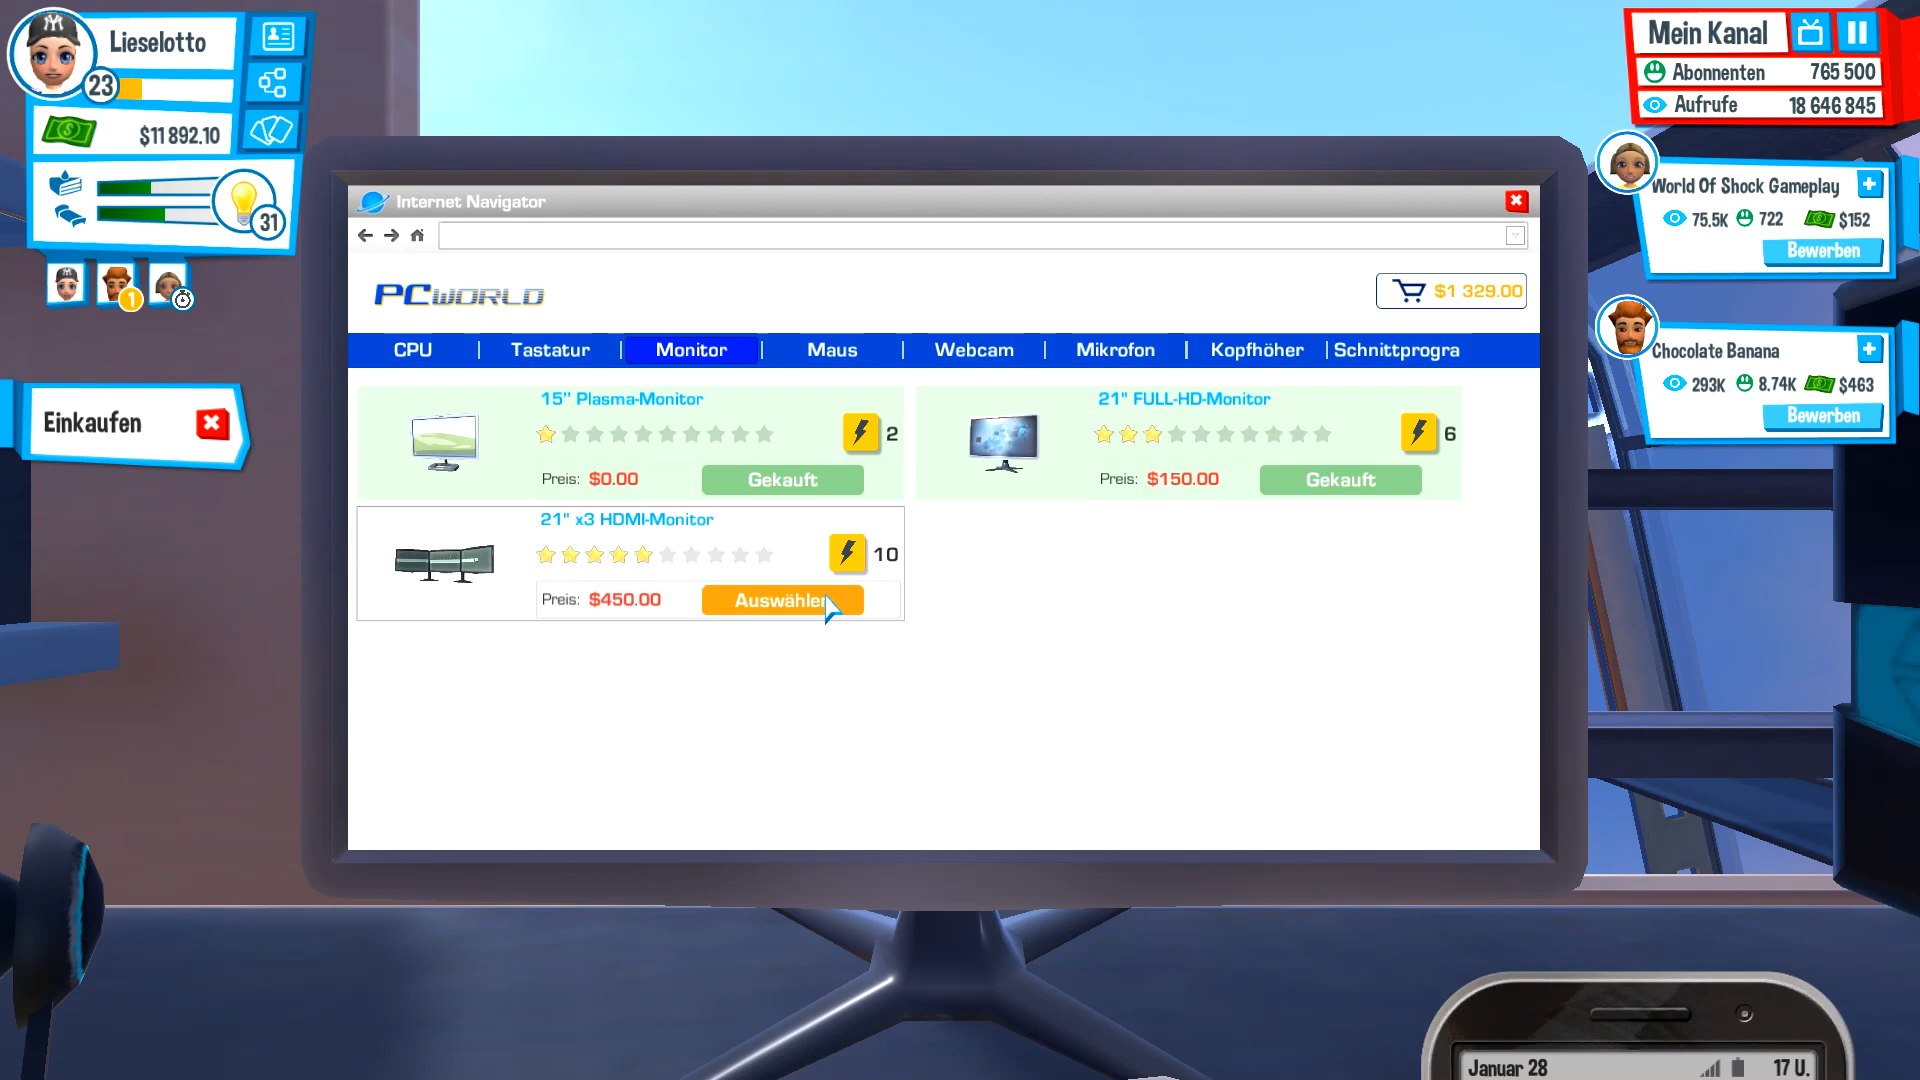 Lieselotto
23
$11 892.10
31
1
Einkaufen
Internet Navigator
PCWORLD
$1 329.00
CPU
Tastatur
Monitor
Maus
Webcam
Mikrofon
Kopfhöher
Schnittprogra
15'' Plasma-Monitor
2
Preis: $0.00
Gekauft
21" FULL-HD-Monitor
6
Preis: $150.00
Gekauft
21" x3 HDMI-Monitor
10
Preis: $450.00
Auswählen
Mein Kanal
Abonnenten 765 500
Aufrufe 18 646 845
World Of Shock Gameplay
75.5K 722 $152
Bewerben
Chocolate Banana
293K 8.74K $463
Bewerben
Januar 28
17 U.